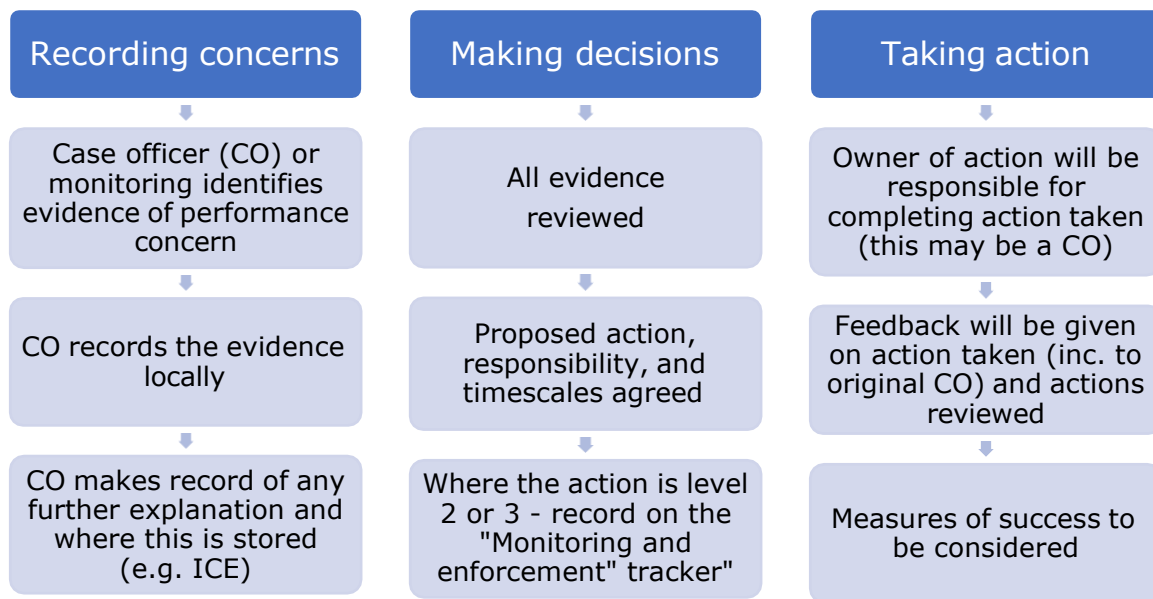 Recording concerns
Case officer (CO) or
monitoring identifies
evidence of performance
concern
CO records the evidence
locally
CO makes record of any
further explanation and
where this is stored
(e.g. ICE)
Making decisions
All evidence
reviewed
Proposed action,
responsibility, and
timescales agreed
Where the action is level
2 or 3 - record on the
"Monitoring and
enforcement" tracker"
Taking action
Owner of action will be
responsible for
completing action taken
(this may be a CO)
Feedback will be given
on action taken (inc. to
original CO) and actions
reviewed
Measures of success to
be considered